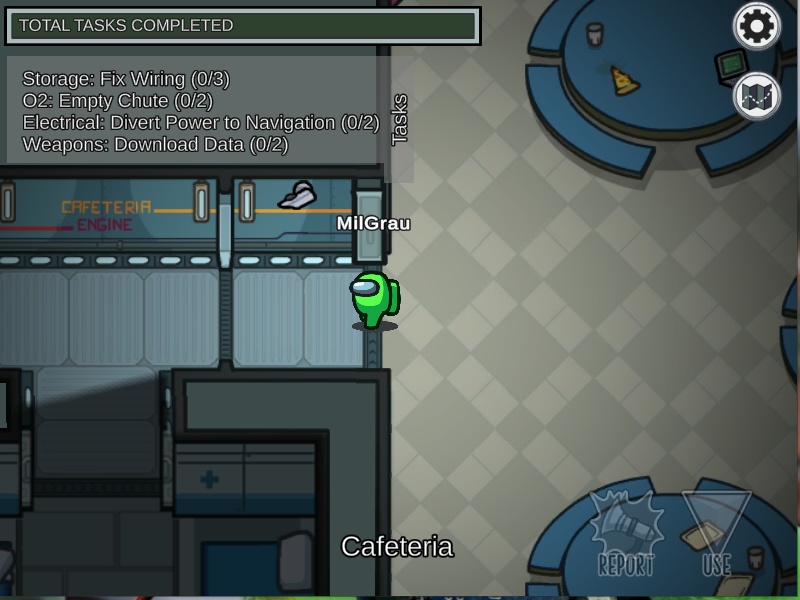 TOTAL TASKS COMPLETED
Storage: Fix Wiring (0/3)
O2: Empty Chute (0/2)
Electrical: Divert Power to Navigation (0/2)
Weapons: Download Data (0/2)
Tasks
CAFETERIA
ENGINE
MilGrau
Cafeteria
REPORT
USE